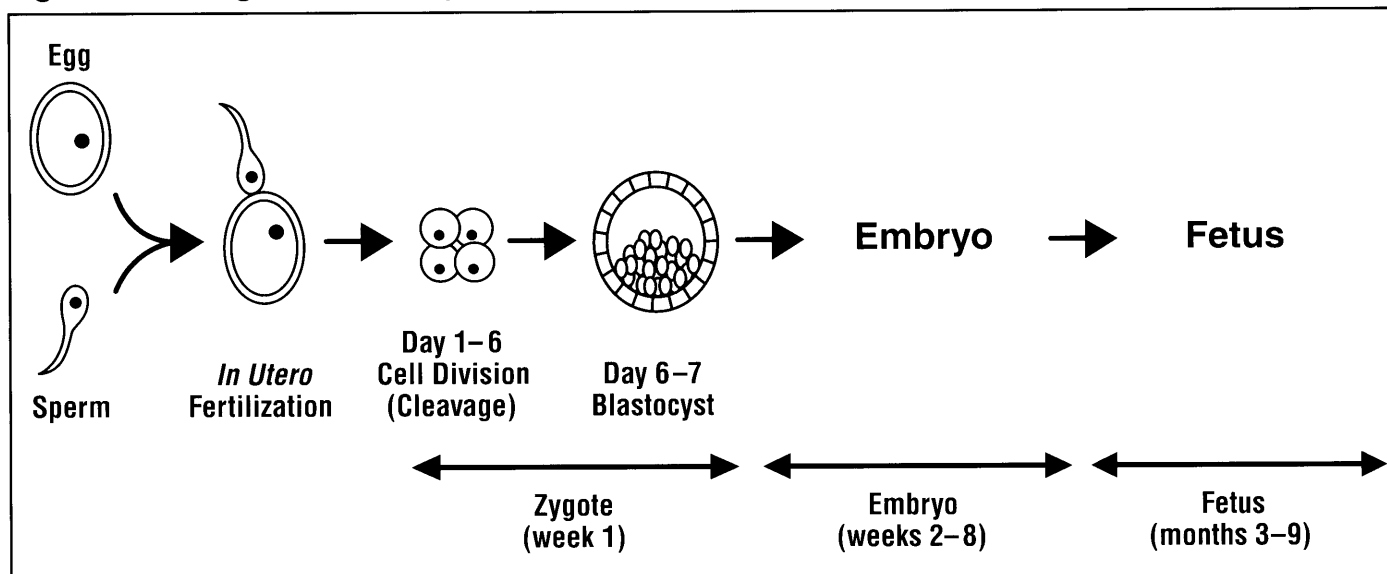 Egg
Sperm
In Utero
Fertilization
Day 1–6
Cell Division
(Cleavage)
Day 6–7
Blastocyst
Embryo
Fetus
Zygote
(week 1)
Embryo
(weeks 2–8)
Fetus
(months 3–9)